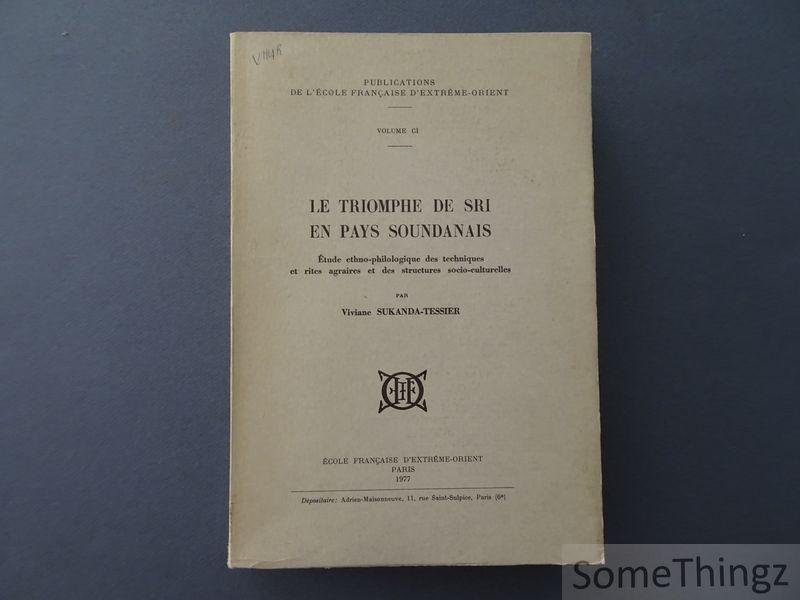 PUBLICATIONS
DE L'ÉCOLE FRANÇAISE D'EXTRÊME-ORIENT
VOLUME CI
LE TRIOMPHE DE SRI
EN PAYS SOUNDANAIS
Étude ethno-philologique des techniques
et rites agraires et des structures socio-culturelles
PAR
Viviane SUKANDA-TESSIER
ÉCOLE FRANÇAISE D'EXTRÊME-ORIENT
PARIS
1977
Dépositaire: Adrien-Maisonneuve, 11, rue Saint-Sulpice, Paris (6e)
SomeThingz